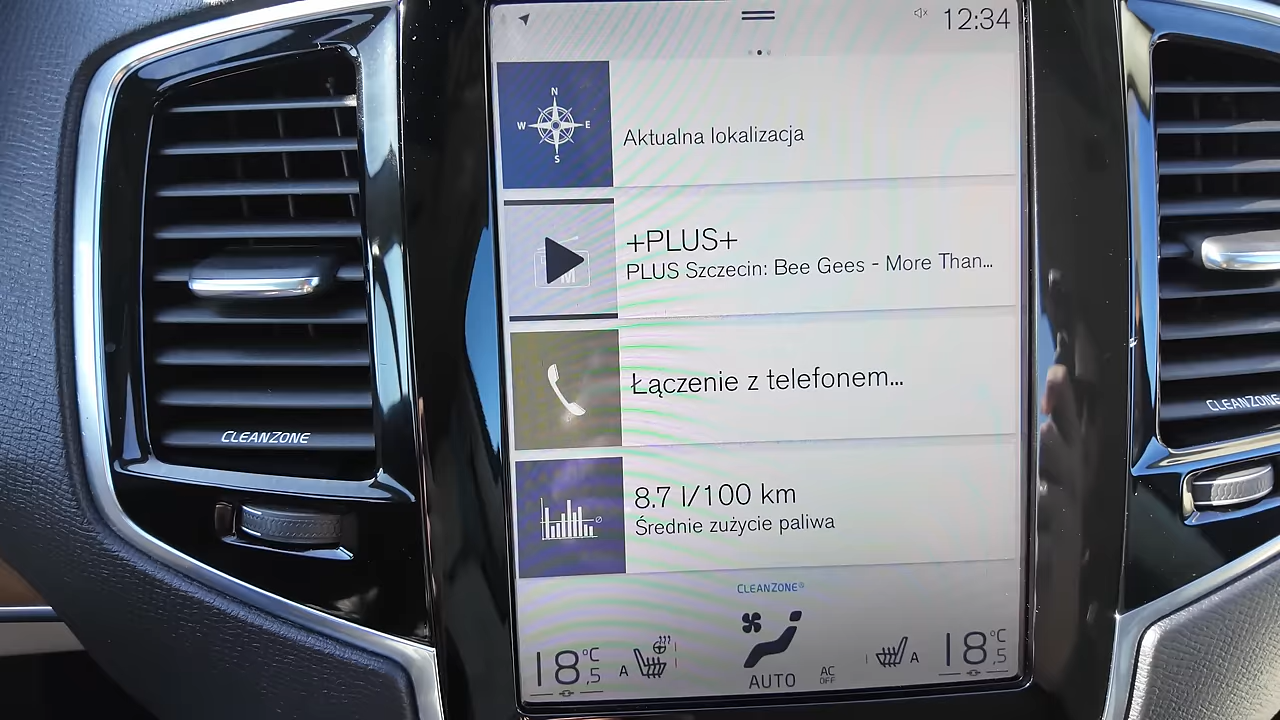 12:34
N
W E
S
Aktualna lokalizacja
+PLUS+
PLUS Szczecin: Bee Gees - More Than...
Łączenie z telefonem...
8.7 l/100 km
Średnie zużycie paliwa
CLEANZONE®
18,5 °C
A
AUTO
AC
OFF
A
18,5 °C
CLEANZONE
CLEANZONE